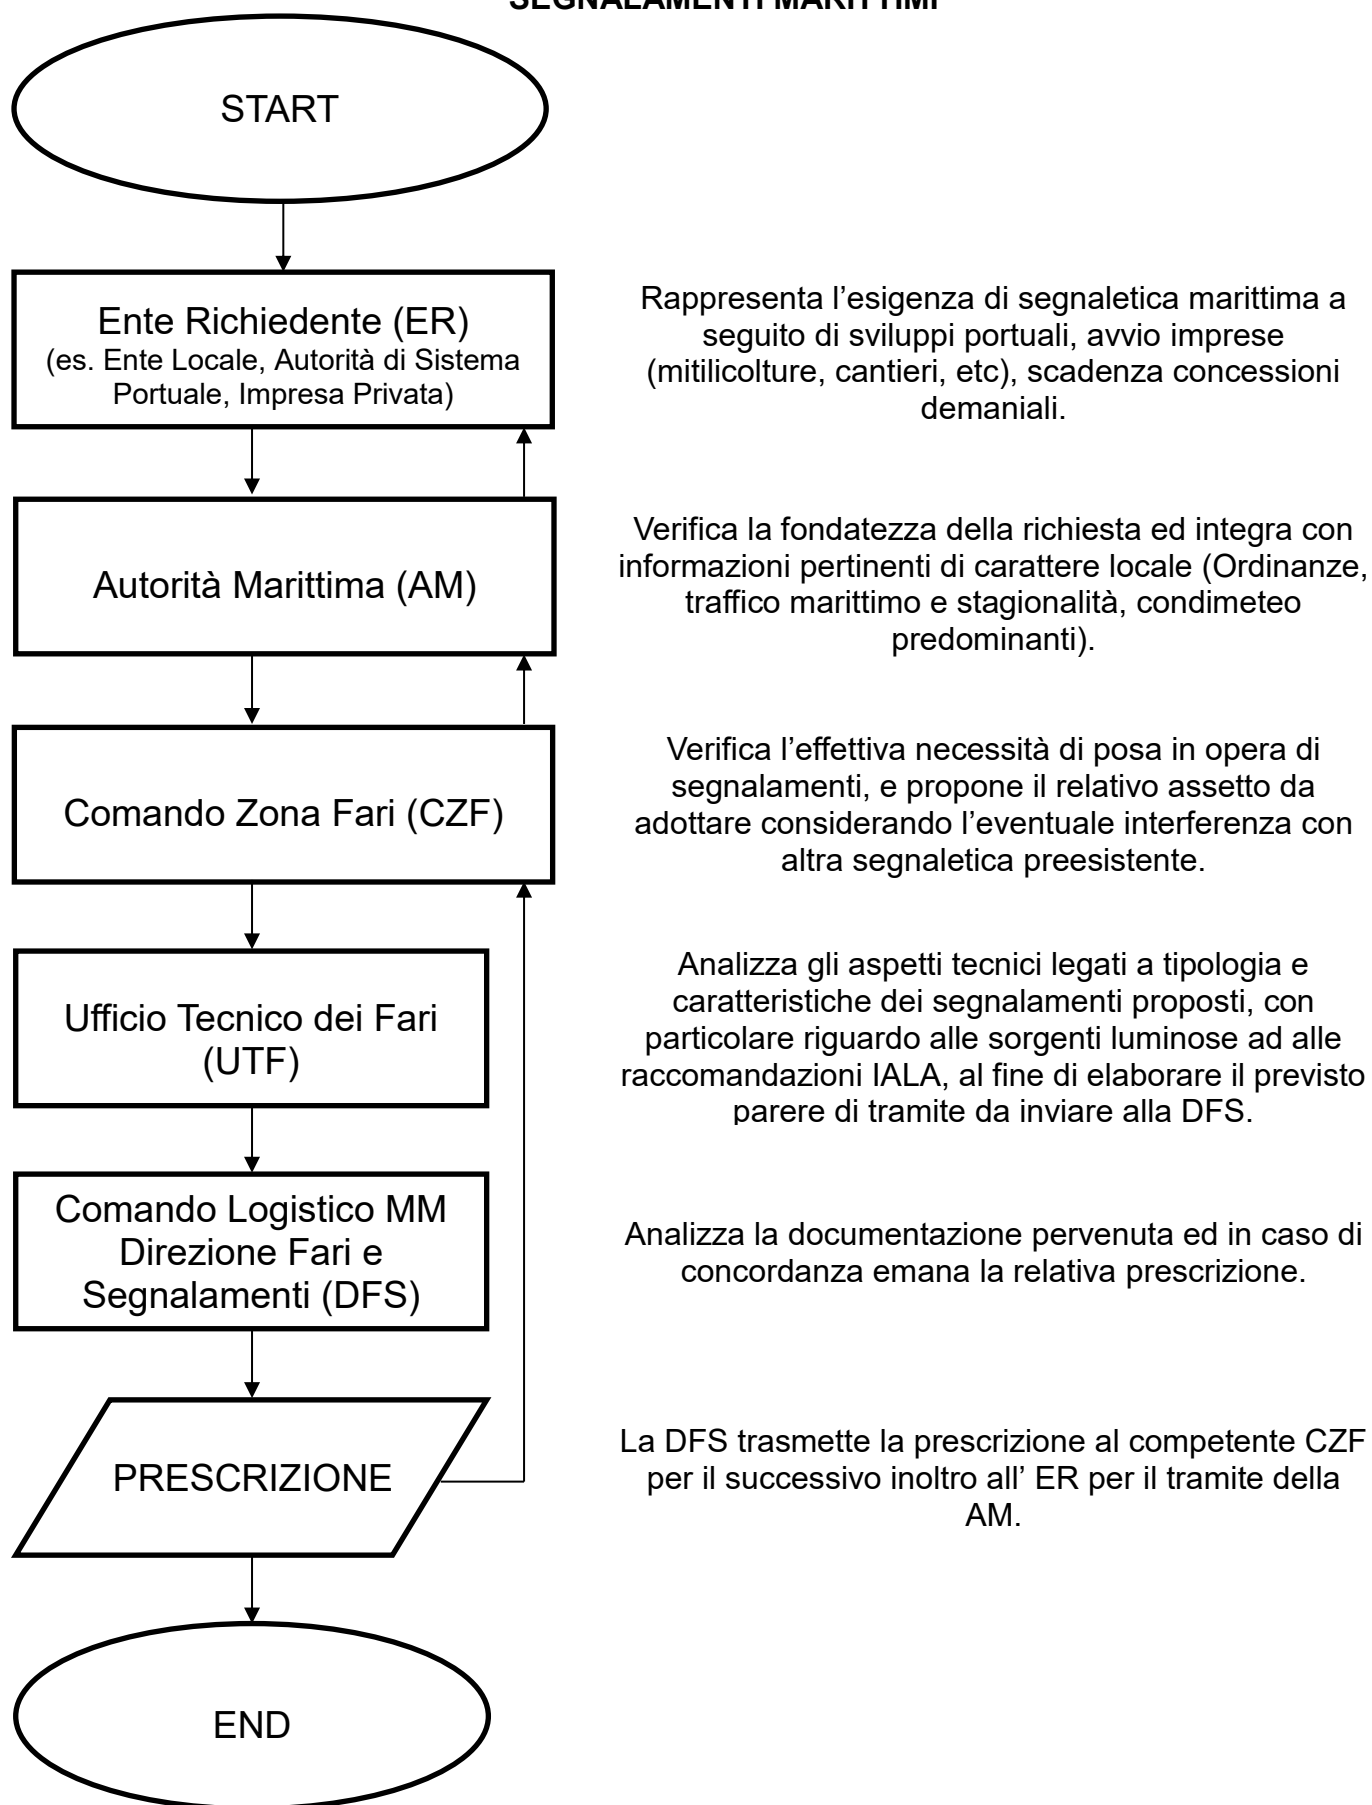 SEGNALAMENTI MARITTIMI
START
Ente Richiedente (ER)
(es. Ente Locale, Autorità di Sistema
Portuale, Impresa Privata)
Rappresenta l’esigenza di segnaletica marittima a
seguito di sviluppi portuali, avvio imprese
(mitilicolture, cantieri, etc), scadenza concessioni
demaniali.
Autorità Marittima (AM)
Verifica la fondatezza della richiesta ed integra con
informazioni pertinenti di carattere locale (Ordinanze,
traffico marittimo e stagionalità, condimeteo
predominanti).
Comando Zona Fari (CZF)
Verifica l’effettiva necessità di posa in opera di
segnalamenti, e propone il relativo assetto da
adottare considerando l’eventuale interferenza con
altra segnaletica preesistente.
Ufficio Tecnico dei Fari
(UTF)
Analizza gli aspetti tecnici legati a tipologia e
caratteristiche dei segnalamenti proposti, con
particolare riguardo alle sorgenti luminose ad alle
raccomandazioni IALA, al fine di elaborare il previsto
parere di tramite da inviare alla DFS.
Comando Logistico MM
Direzione Fari e
Segnalamenti (DFS)
Analizza la documentazione pervenuta ed in caso di
concordanza emana la relativa prescrizione.
PRESCRIZIONE
La DFS trasmette la prescrizione al competente CZF
per il successivo inoltro all’ ER per il tramite della
AM.
END